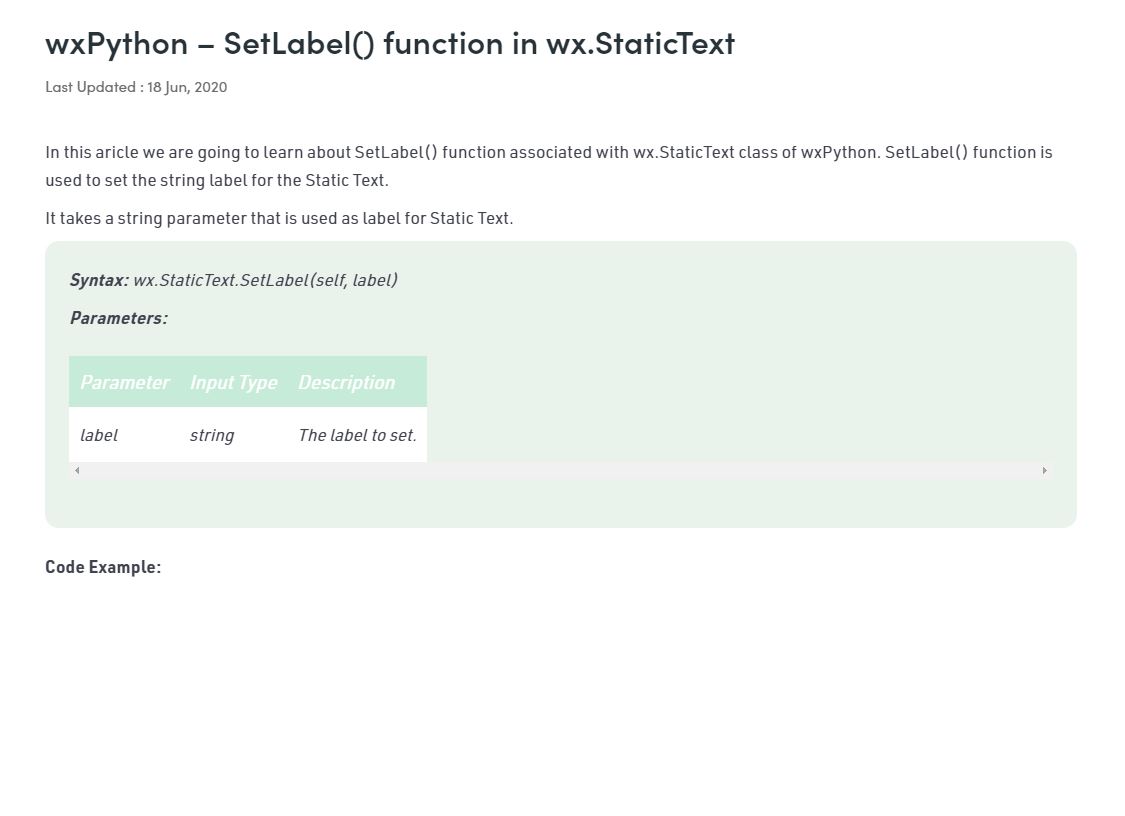 wxPython – SetLabel() function in wx.StaticText
Last Updated : 18 Jun, 2020
In this aricle we are going to learn about SetLabel() function associated with wx.StaticText class of wxPython. SetLabel() function is
used to set the string label for the Static Text.
It takes a string parameter that is used as label for Static Text.
Syntax: wx.StaticText.SetLabel(self, label)
Parameters:
Parameter Input Type Description
label string The label to set.
Code Example: